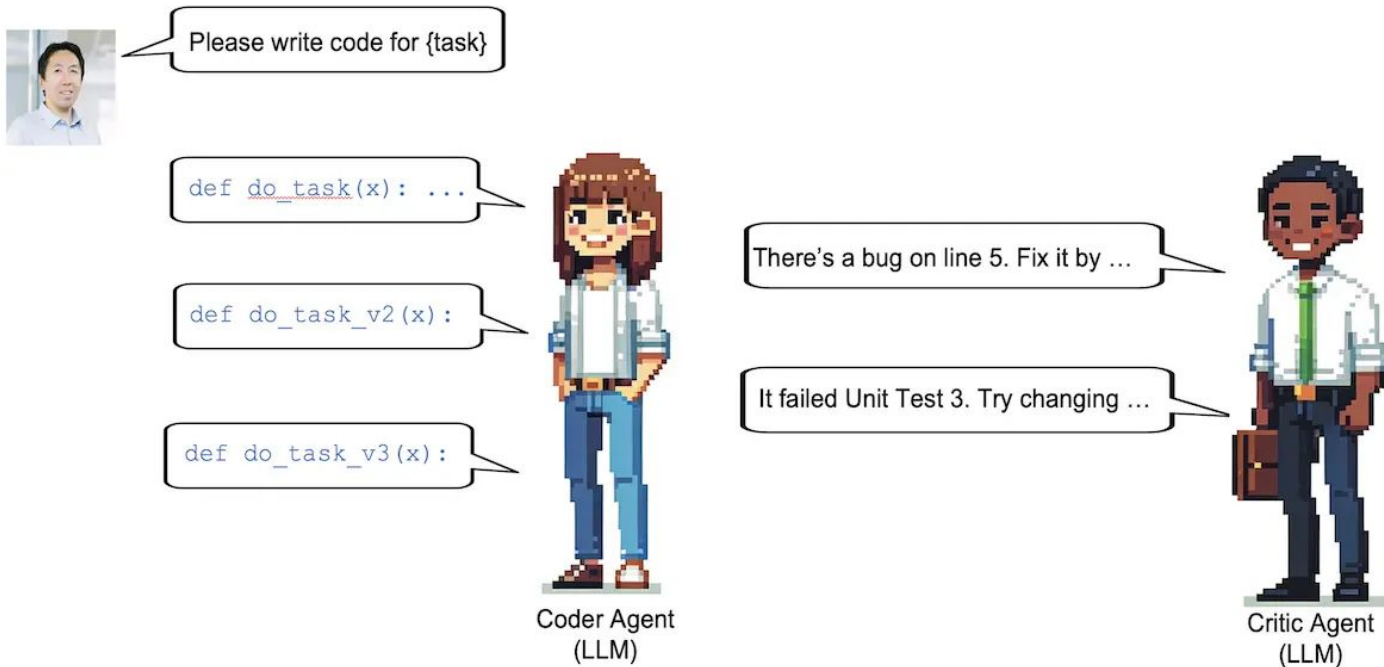 Please write code for {task}
def do_task(x): ...
There's a bug on line 5. Fix it by …
def do_task_v2(x):
It failed Unit Test 3. Try changing …
def do_task_v3(x):
Coder Agent
(LLM)
Critic Agent
(LLM)